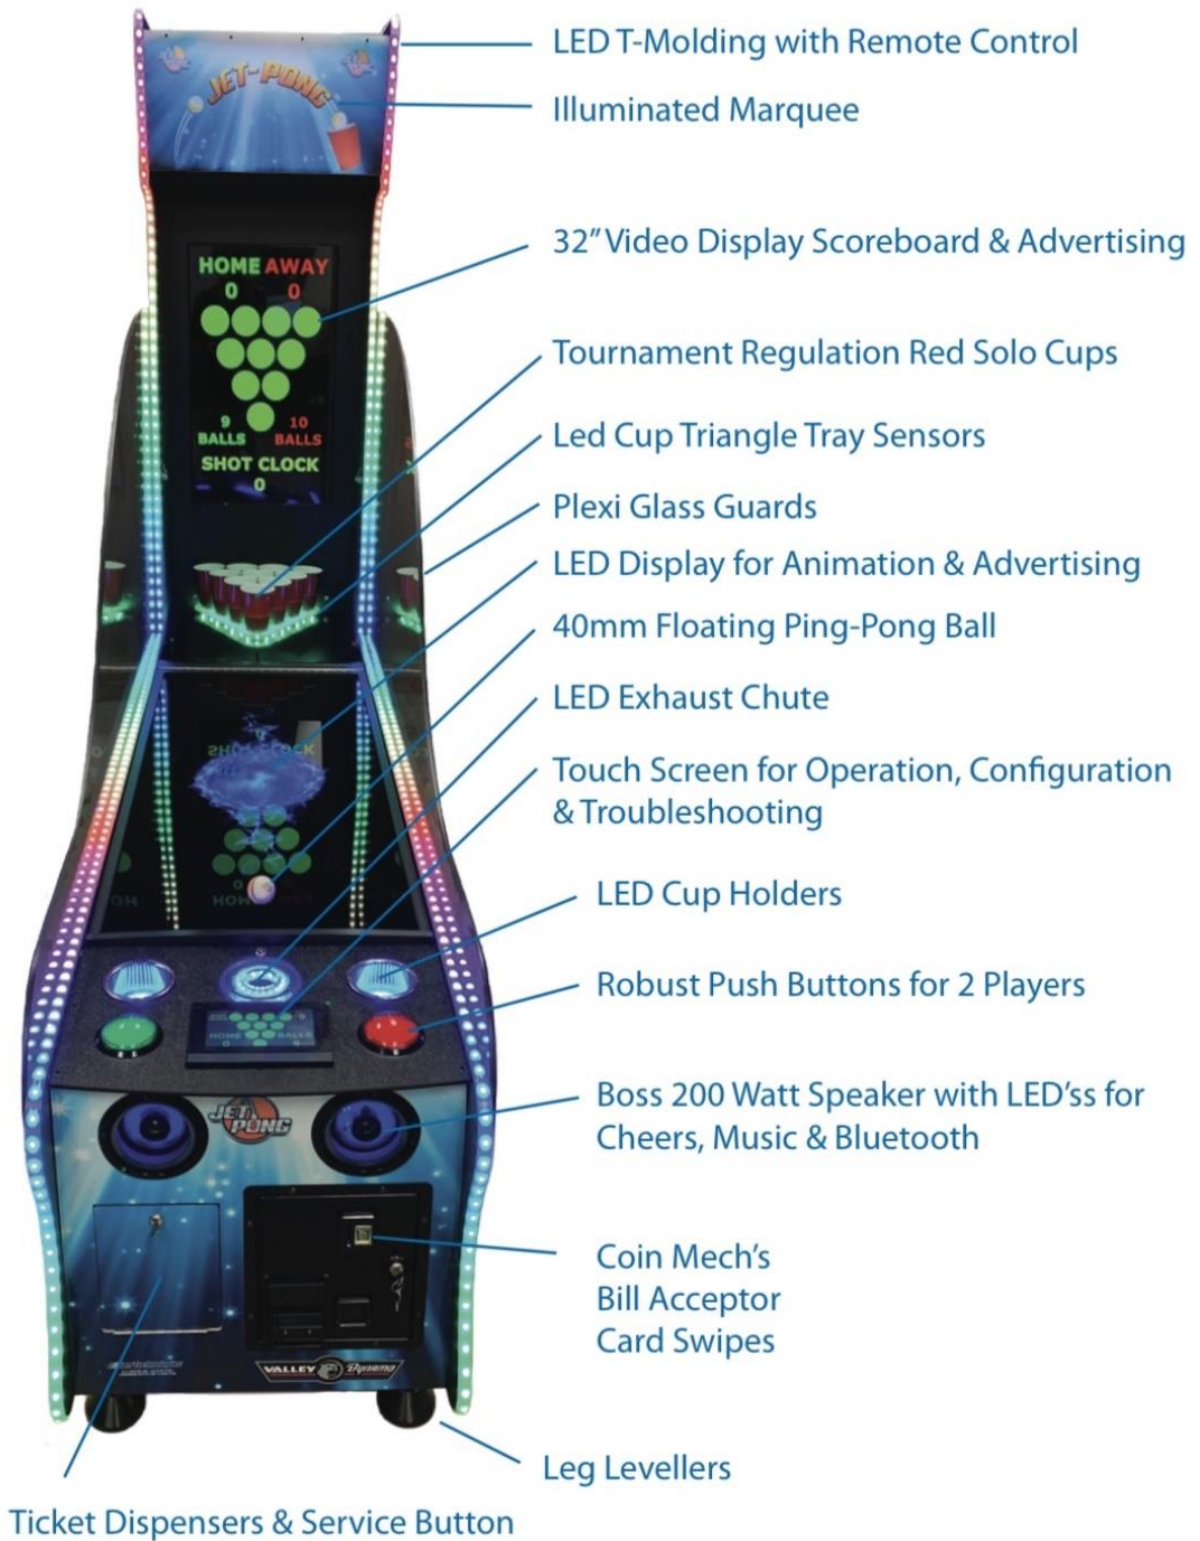 LED T-Molding with Remote Control
JET-PONG
Illuminated Marquee
32" Video Display Scoreboard & Advertising
HOME AWAY
0 0
Tournament Regulation Red Solo Cups
9 10
BALLS BALLS
Led Cup Triangle Tray Sensors
SHOT CLOCK
0
Plexi Glass Guards
LED Display for Animation & Advertising
40mm Floating Ping-Pong Ball
LED Exhaust Chute
SHOT CLOCK
Touch Screen for Operation, Configuration
& Troubleshooting
LED Cup Holders
Robust Push Buttons for 2 Players
HOME BALLS
Boss 200 Watt Speaker with LED'ss for
Cheers, Music & Bluetooth
JET
PONG
Coin Mech's
Bill Acceptor
Card Swipes
VALLEY Dynamo
Leg Levellers
Ticket Dispensers & Service Button